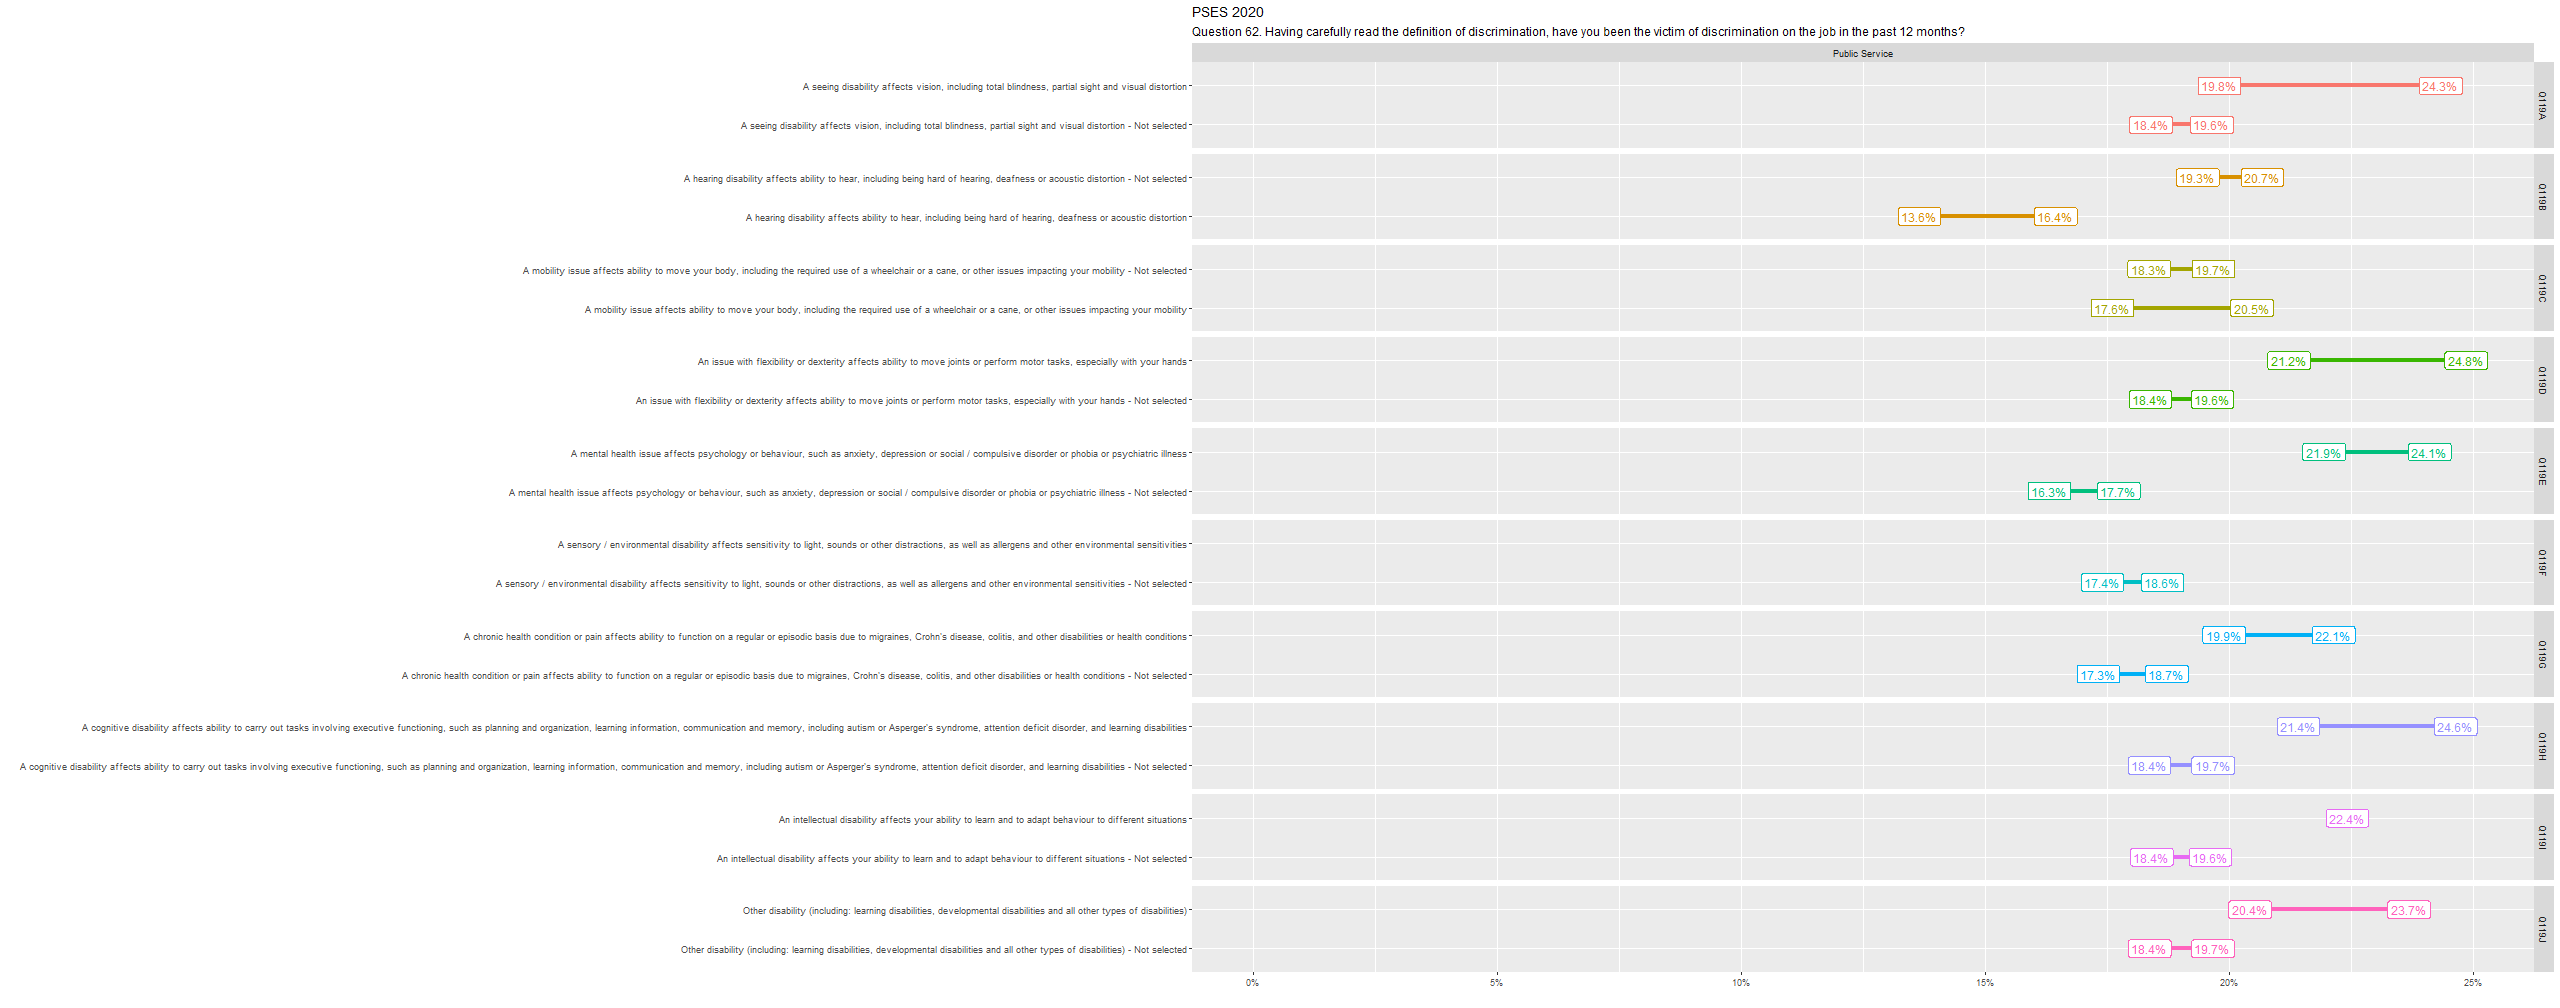 PSES 2020
Question 62. Having carefully read the definition of discrimination, have you been the victim of discrimination on the job in the past 12 months?
Public Service
A seeing disability affects vision, including total blindness, partial sight and visual distortion
19.8%
24.3%
Q119A
A seeing disability affects vision, including total blindness, partial sight and visual distortion - Not selected
18.4%
19.6%
A hearing disability affects ability to hear, including being hard of hearing, deafness or acoustic distortion - Not selected
19.3%
20.7%
Q119B
A hearing disability affects ability to hear, including being hard of hearing, deafness or acoustic distortion
13.6%
16.4%
A mobility issue affects ability to move your body, including the required use of a wheelchair or a cane, or other issues impacting your mobility - Not selected
18.3%
19.7%
Q119C
A mobility issue affects ability to move your body, including the required use of a wheelchair or a cane, or other issues impacting your mobility
17.6%
20.5%
An issue with flexibility or dexterity affects ability to move joints or perform motor tasks, especially with your hands
21.2%
24.8%
Q119D
An issue with flexibility or dexterity affects ability to move joints or perform motor tasks, especially with your hands - Not selected
18.4%
19.6%
A mental health issue affects psychology or behaviour, such as anxiety, depression or social / compulsive disorder or phobia or psychiatric illness
21.9%
24.1%
Q119E
A mental health issue affects psychology or behaviour, such as anxiety, depression or social / compulsive disorder or phobia or psychiatric illness - Not selected
16.3%
17.7%
A sensory / environmental disability affects sensitivity to light, sounds or other distractions, as well as allergens and other environmental sensitivities
Q119F
A sensory / environmental disability affects sensitivity to light, sounds or other distractions, as well as allergens and other environmental sensitivities - Not selected
17.4%
18.6%
A chronic health condition or pain affects ability to function on a regular or episodic basis due to migraines, Crohn's disease, colitis, and other disabilities or health conditions
19.9%
22.1%
Q119G
A chronic health condition or pain affects ability to function on a regular or episodic basis due to migraines, Crohn's disease, colitis, and other disabilities or health conditions - Not selected
17.3%
18.7%
A cognitive disability affects ability to carry out tasks involving executive functioning, such as planning and organization, learning information, communication and memory, including autism or Asperger's syndrome, attention deficit disorder, and learning disabilities
21.4%
24.6%
Q119H
A cognitive disability affects ability to carry out tasks involving executive functioning, such as planning and organization, learning information, communication and memory, including autism or Asperger's syndrome, attention deficit disorder, and learning disabilities - Not selected
18.4%
19.7%
An intellectual disability affects your ability to learn and to adapt behaviour to different situations
22.4%
Q119I
An intellectual disability affects your ability to learn and to adapt behaviour to different situations - Not selected
18.4%
19.6%
Other disability (including: learning disabilities, developmental disabilities and all other types of disabilities)
20.4%
23.7%
Q119J
Other disability (including: learning disabilities, developmental disabilities and all other types of disabilities) - Not selected
18.4%
19.7%
0%
5%
10%
15%
20%
25%